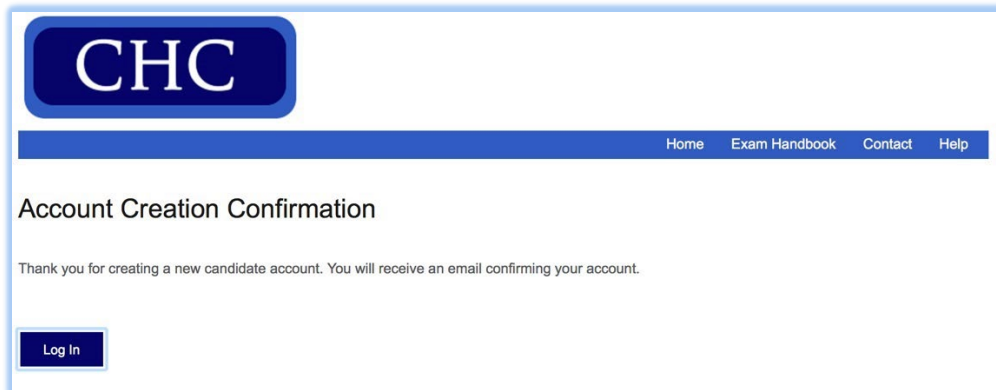 CHC
Home Exam Handbook Contact Help
Account Creation Confirmation
Thank you for creating a new candidate account. You will receive an email confirming your account.
Log In